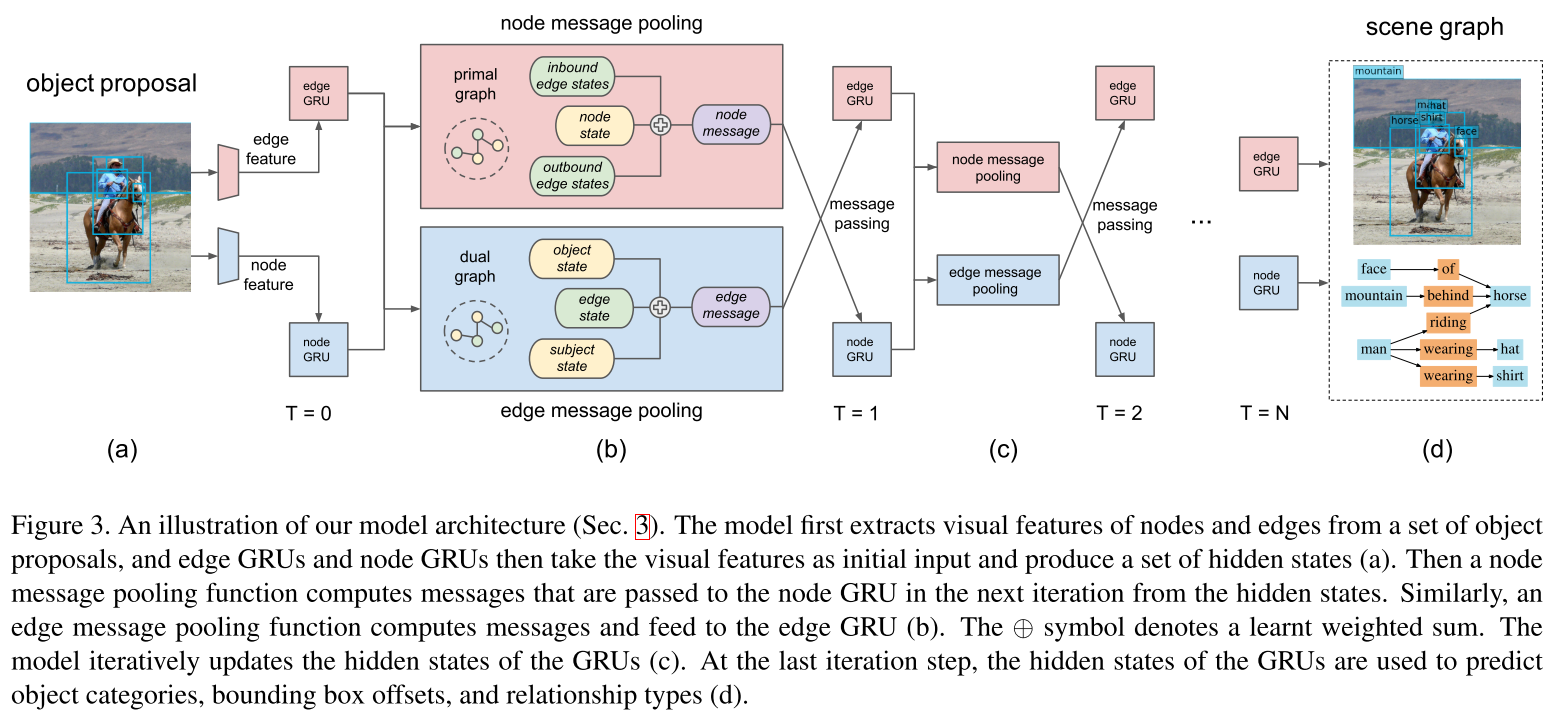 object proposal
edge
feature
node
feature
edge
GRU
node
GRU
T = 0
(a)
node message pooling
primal
graph
inbound
edge states
node
state
outbound
edge states
node
message
dual
graph
object
state
edge
state
subject
state
edge
message
edge message pooling
(b)
message
passing
edge
GRU
node
GRU
T = 1
node message
pooling
edge message
pooling
message
passing
(c)
edge
GRU
node
GRU
T = 2
...
edge
GRU
node
GRU
T = N
scene graph
mountain
hat
shirt
horse
face
face of
mountain behind horse
riding
man wearing hat
wearing shirt
(d)
Figure 3. An illustration of our model architecture (Sec. 3). The model first extracts visual features of nodes and edges from a set of object
proposals, and edge GRUs and node GRUs then take the visual features as initial input and produce a set of hidden states (a). Then a node
message pooling function computes messages that are passed to the node GRU in the next iteration from the hidden states. Similarly, an
edge message pooling function computes messages and feed to the edge GRU (b). The ⊕ symbol denotes a learnt weighted sum. The
model iteratively updates the hidden states of the GRUs (c). At the last iteration step, the hidden states of the GRUs are used to predict
object categories, bounding box offsets, and relationship types (d).